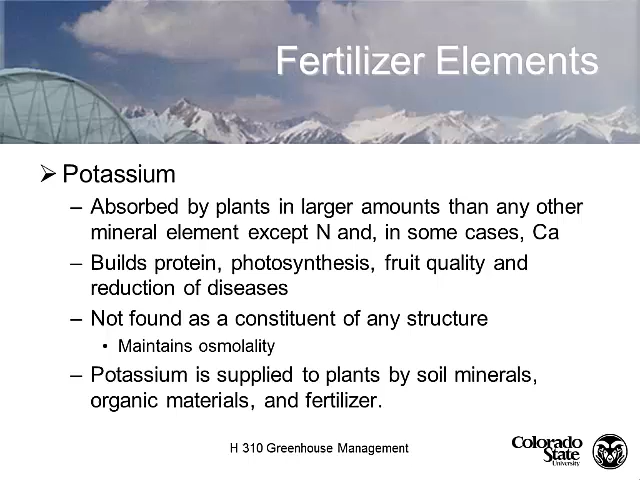 Fertilizer Elements
Potassium
– Absorbed by plants in larger amounts than any other
mineral element except N and, in some cases, Ca
– Builds protein, photosynthesis, fruit quality and
reduction of diseases
– Not found as a constituent of any structure
• Maintains osmolality
– Potassium is supplied to plants by soil minerals,
organic materials, and fertilizer.
H 310 Greenhouse Management
Colorado
State
University